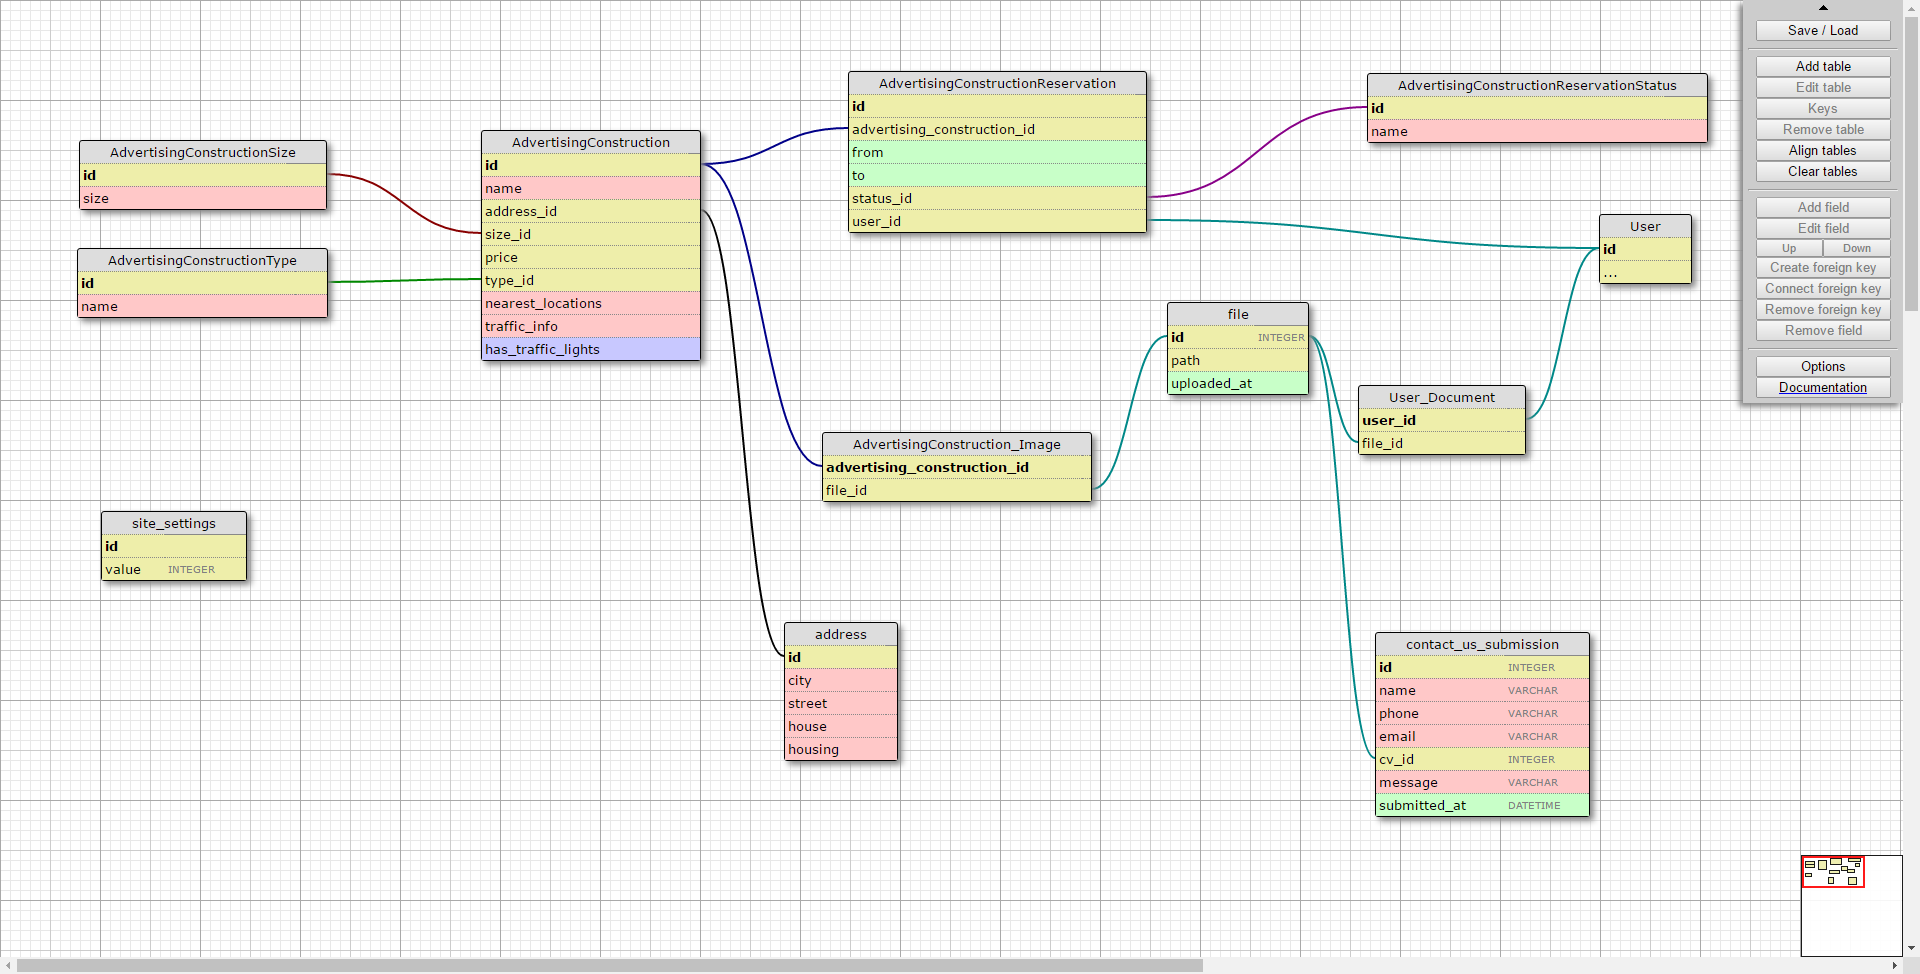 AdvertisingConstructionSize
id
size
AdvertisingConstructionType
id
name
AdvertisingConstruction
id
name
address_id
size_id
price
type_id
nearest_locations
traffic_info
has_traffic_lights
AdvertisingConstructionReservation
id
advertising_construction_id
from
to
status_id
user_id
AdvertisingConstructionReservationStatus
id
name
User
id
...
file
id INTEGER
path
uploaded_at
User_Document
user_id
file_id
AdvertisingConstruction_Image
advertising_construction_id
file_id
site_settings
id
value INTEGER
address
id
city
street
house
housing
contact_us_submission
id INTEGER
name VARCHAR
phone VARCHAR
email VARCHAR
cv_id INTEGER
message VARCHAR
submitted_at DATETIME
Save / Load
Add table
Edit table
Keys
Remove table
Align tables
Clear tables
Add field
Edit field
Up Down
Create foreign key
Connect foreign key
Remove foreign key
Remove field
Options
Documentation